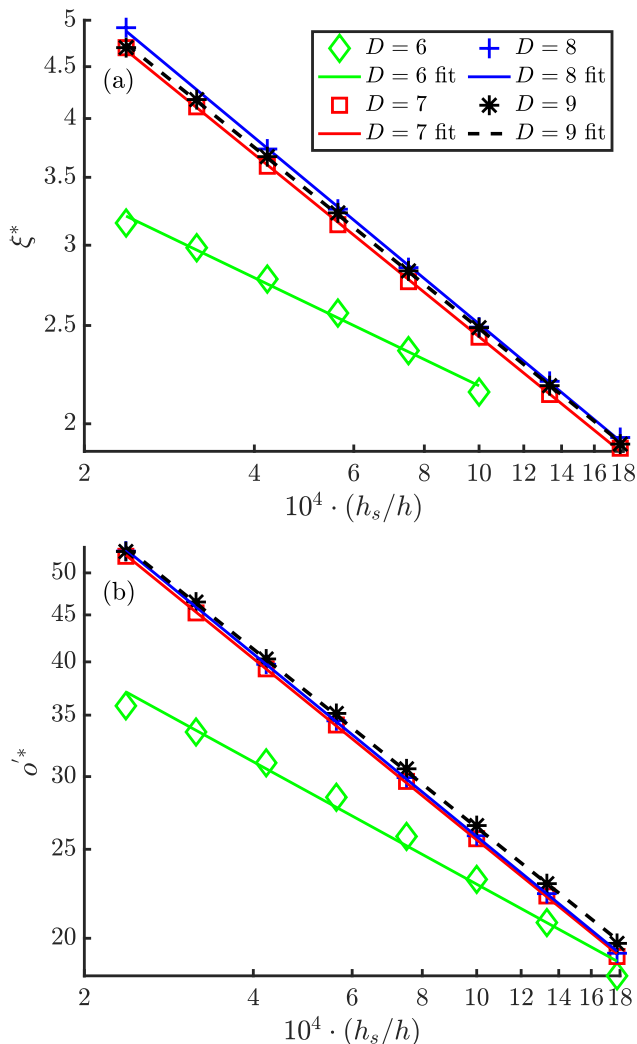 5
4.5
4
3.5
3
2.5
2
(a)
ξ*
D = 6
D = 6 fit
D = 7
D = 7 fit
D = 8
D = 8 fit
D = 9
D = 9 fit
2 4 6 8 10 12 14 16 18
10⁴ · (hₛ/h)
50
45
40
35
30
25
20
(b)
o′*
2 4 6 8 10 12 14 16 18
10⁴ · (hₛ/h)